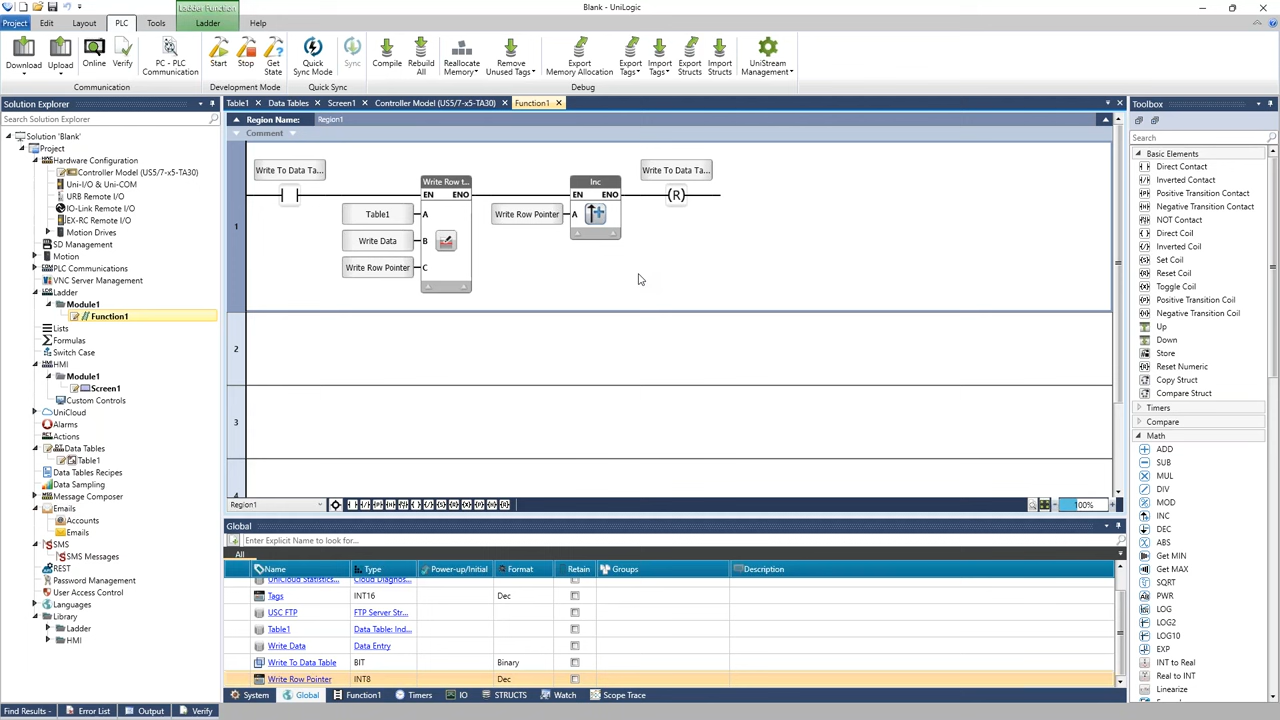 Ladder Function
Blank - UniLogic
Project Edit Layout PLC Tools Ladder Help
Download Upload Online Verify PC - PLC Communication Start Stop Get State Quick Sync Mode Sync Compile Rebuild All Reallocate Memory Remove Unused Tags Export Memory Allocation Export Tags Import Tags Export Structs Import Structs UniStream Management
Communication Development Mode Quick Sync Debug
Solution Explorer
Search Solution Explorer
Solution 'Blank'
Project
Hardware Configuration
Controller Model (US5/7-x5-TA30)
Uni-I/O & Uni-COM
URB Remote I/O
IO-Link Remote I/O
EX-RC Remote I/O
Motion Drives
SD Management
Motion
PLC Communications
VNC Server Management
Ladder
Module1
Function1
Lists
Formulas
Switch Case
HMI
Module1
Screen1
Custom Controls
UniCloud
Alarms
Actions
Data Tables
Table1
Data Tables Recipes
Data Sampling
Message Composer
Emails
Accounts
Emails
SMS
SMS Messages
REST
Password Management
User Access Control
Languages
Library
Ladder
HMI
Table1 Data Tables Screen1 Controller Model (US5/7-x5-TA30) Function1
Region Name: Region1
Comment
1
Write To Data Ta...
Write Row t...
EN ENO
Table1 A
Write Data B
Write Row Pointer C
Inc
EN ENO
Write Row Pointer A
Write To Data Ta...
(R)
2
3
4
Region1
100%
Global
Enter Explicit Name to look for...
All
Name Type Power-up/Initial Format Retain Groups Description
UniCloud Statistics... Cloud Diagnos...
Tags INT16 Dec
USC FTP FTP Server Str...
Table1 Data Table: Ind...
Write Data Data Entry
Write To Data Table BIT Binary
Write Row Pointer INT8 Dec
System Global Function1 Timers IO STRUCTS Watch Scope Trace
Find Results - Error List Output Verify
Toolbox
Search
Basic Elements
Direct Contact
Inverted Contact
Positive Transition Contact
Negative Transition Contact
NOT Contact
Direct Coil
Inverted Coil
Set Coil
Reset Coil
Toggle Coil
Positive Transition Coil
Negative Transition Coil
Up
Down
Store
Reset Numeric
Copy Struct
Compare Struct
Timers
Compare
Math
ADD
SUB
MUL
DIV
MOD
INC
DEC
ABS
Get MIN
Get MAX
SQRT
PWR
LOG
LOG2
LOG10
EXP
INT to Real
Real to INT
Linearize